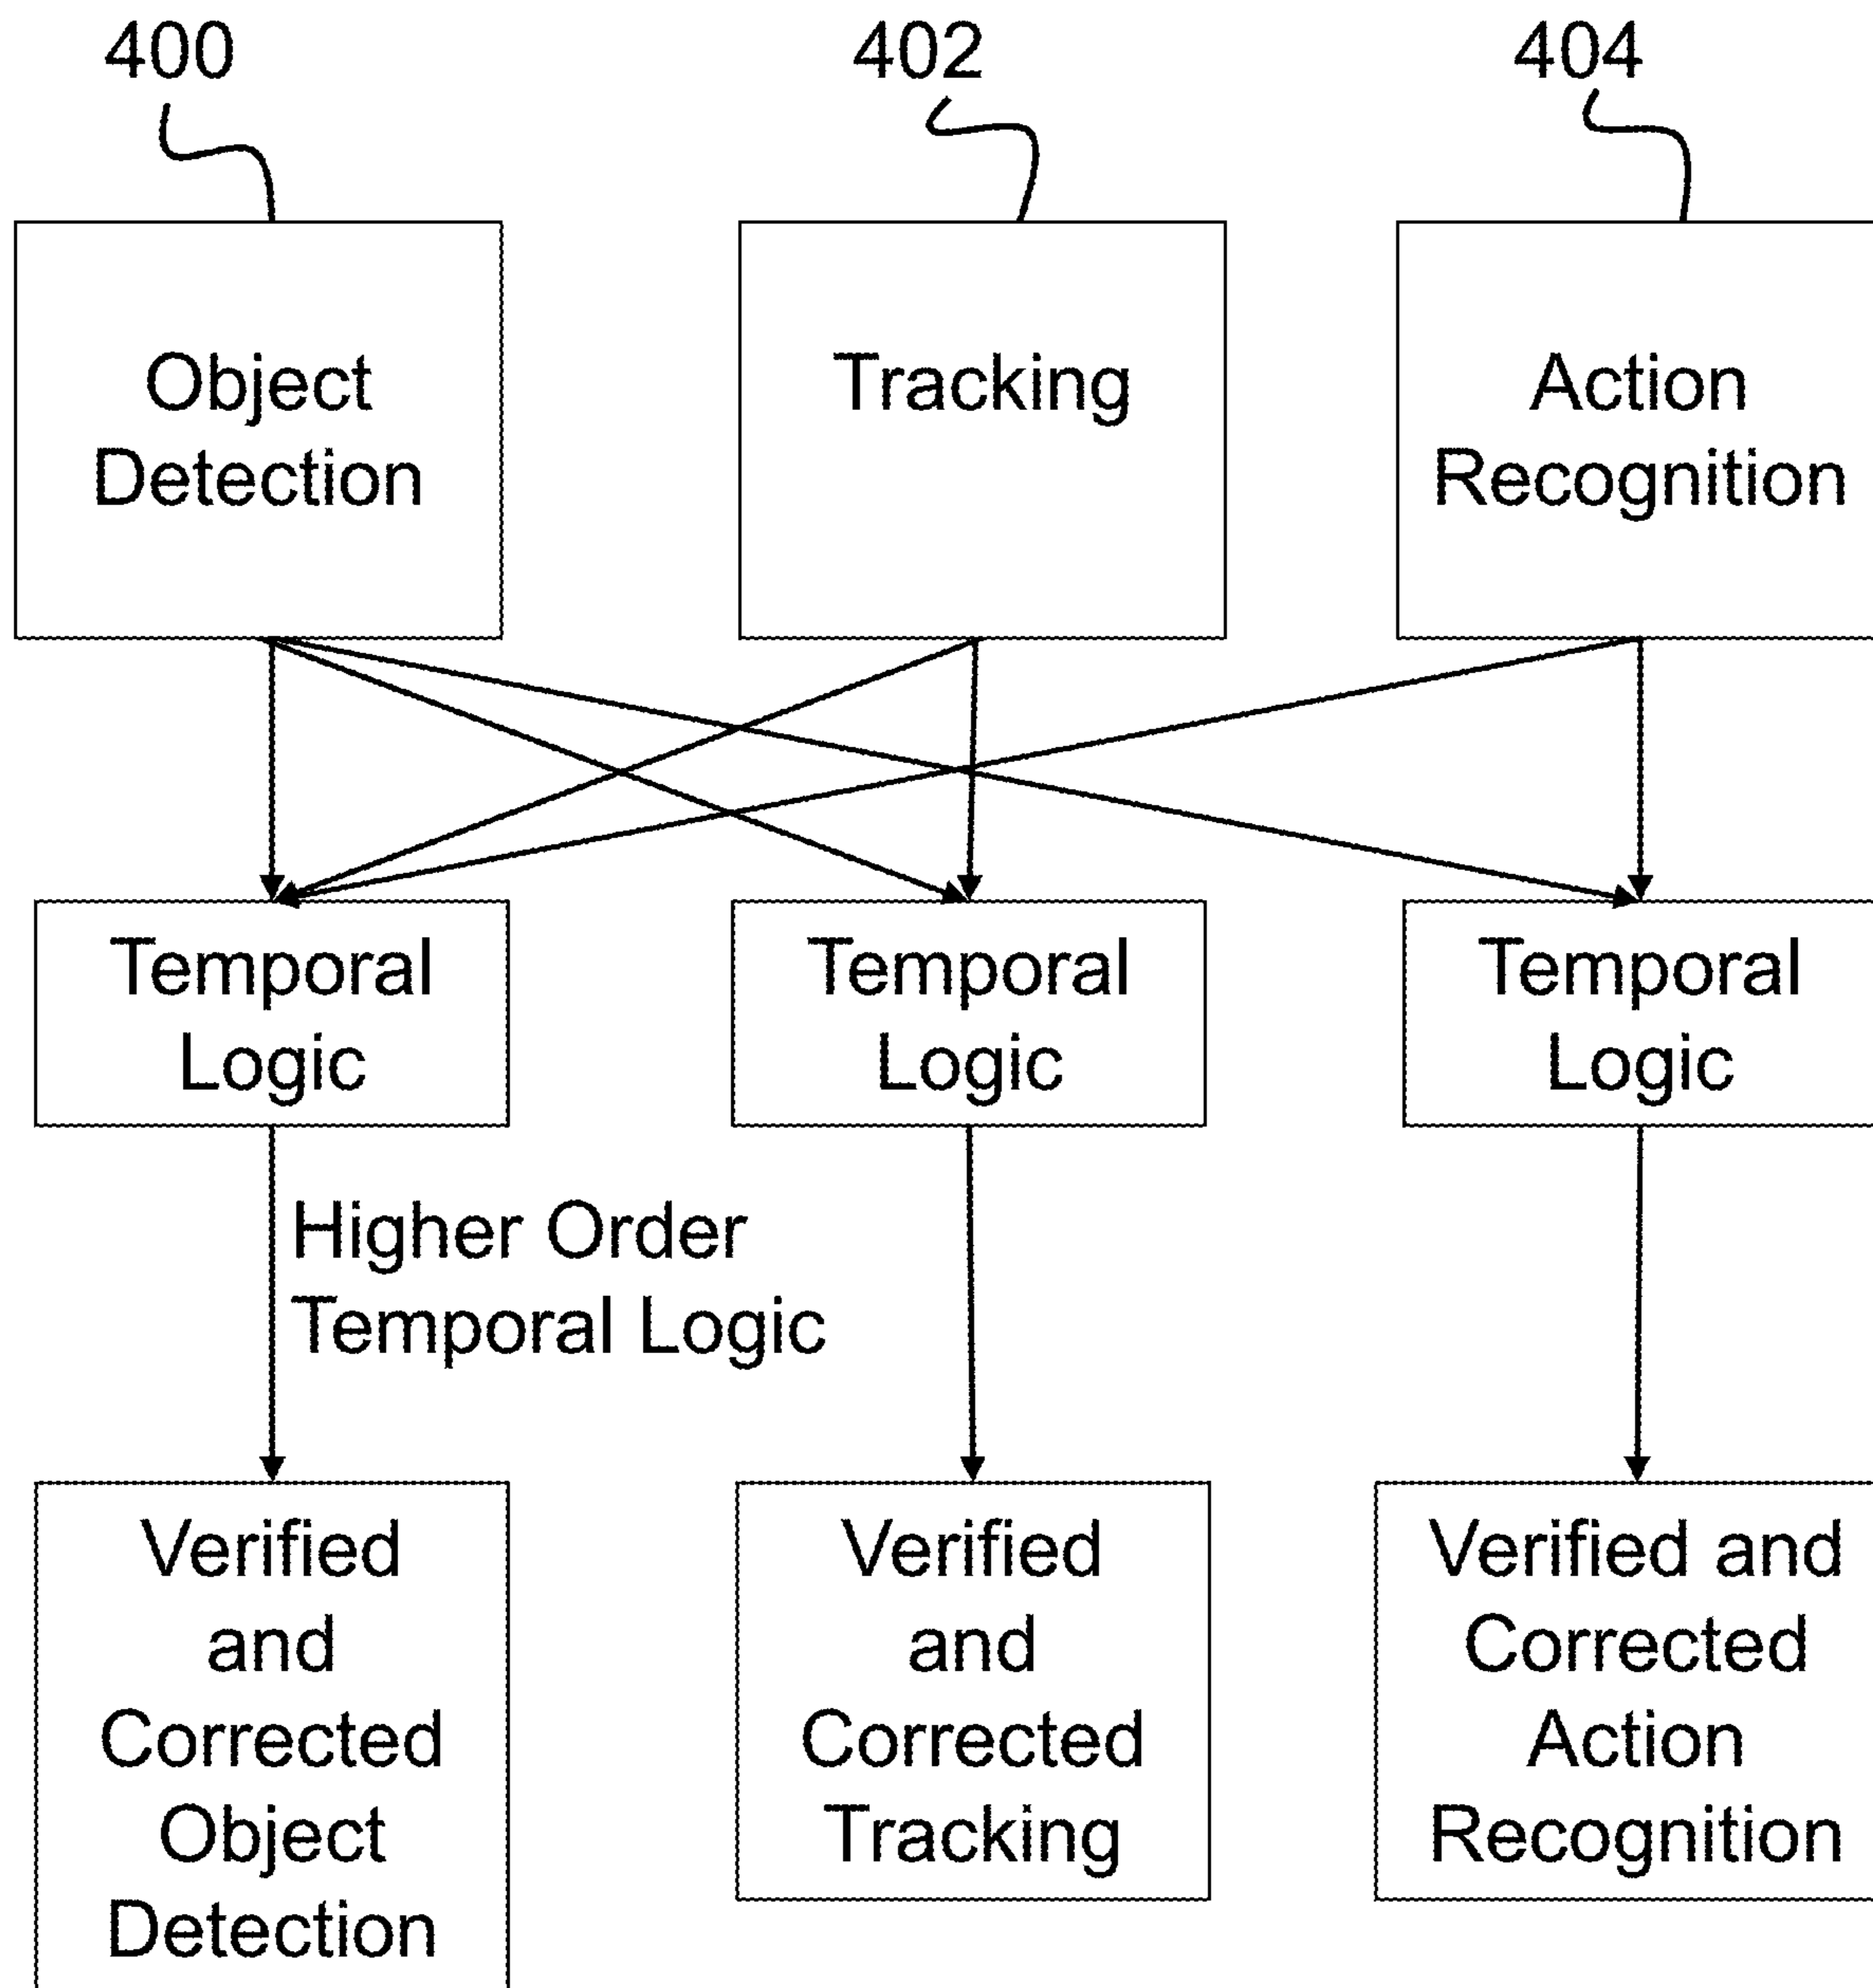 400
402
404
Object
Detection
Tracking
Action
Recognition
Temporal
Logic
Temporal
Logic
Temporal
Logic
Higher Order
Temporal Logic
Verified
and
Corrected
Object
Detection
Verified
and
Corrected
Tracking
Verified and
Corrected
Action
Recognition